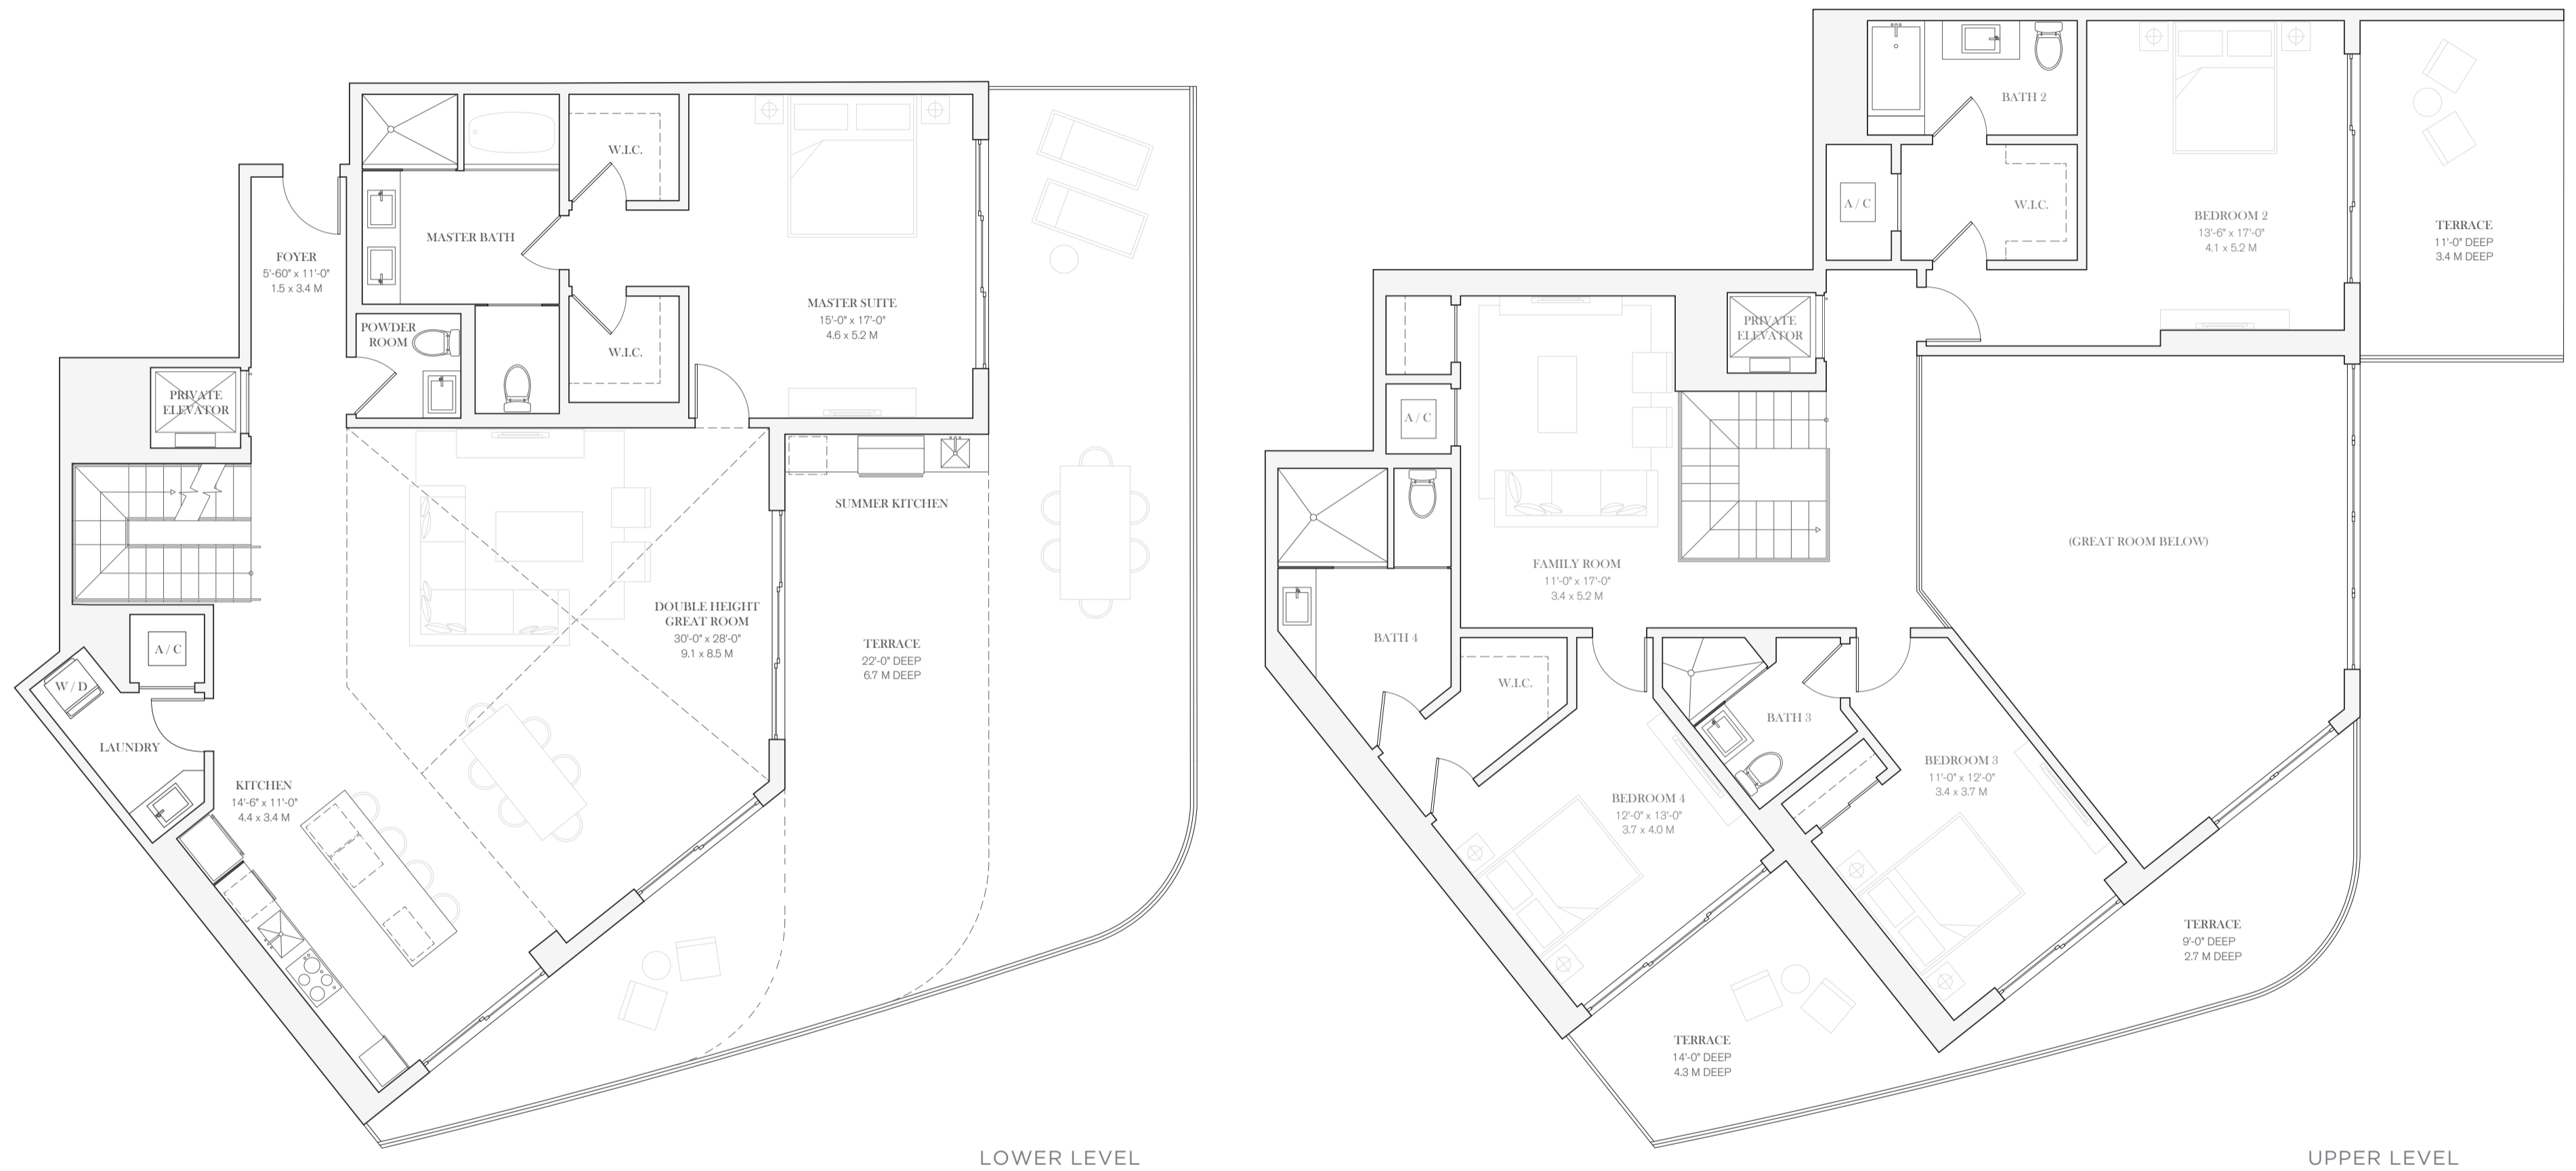 W.I.C.
MASTER BATH
FOYER
5'-60" x 11'-0"
1.5 x 3.4 M
MASTER SUITE
15'-0" x 17'-0"
4.6 x 5.2 M
POWDER
ROOM
W.I.C.
PRIVATE
ELEVATOR
SUMMER KITCHEN
DOUBLE HEIGHT
GREAT ROOM
30'-0" x 28'-0"
9.1 x 8.5 M
TERRACE
22'-0" DEEP
6.7 M DEEP
A / C
W / D
LAUNDRY
KITCHEN
14'-6" x 11'-0"
4.4 x 3.4 M
LOWER LEVEL
BATH 2
A / C
W.I.C.
BEDROOM 2
13'-6" x 17'-0"
4.1 x 5.2 M
TERRACE
11'-0" DEEP
3.4 M DEEP
PRIVATE
ELEVATOR
A / C
(GREAT ROOM BELOW)
FAMILY ROOM
11'-0" x 17'-0"
3.4 x 5.2 M
BATH 4
W.I.C.
BATH 3
BEDROOM 3
11'-0" x 12'-0"
3.4 x 3.7 M
BEDROOM 4
12'-0" x 13'-0"
3.7 x 4.0 M
TERRACE
9'-0" DEEP
2.7 M DEEP
TERRACE
14'-0" DEEP
4.3 M DEEP
UPPER LEVEL